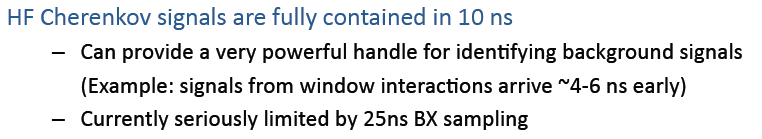 HF Cherenkov signals are fully contained in 10 ns
– Can provide a very powerful handle for identifying background signals
(Example: signals from window interactions arrive ~4-6 ns early)
– Currently seriously limited by 25ns BX sampling